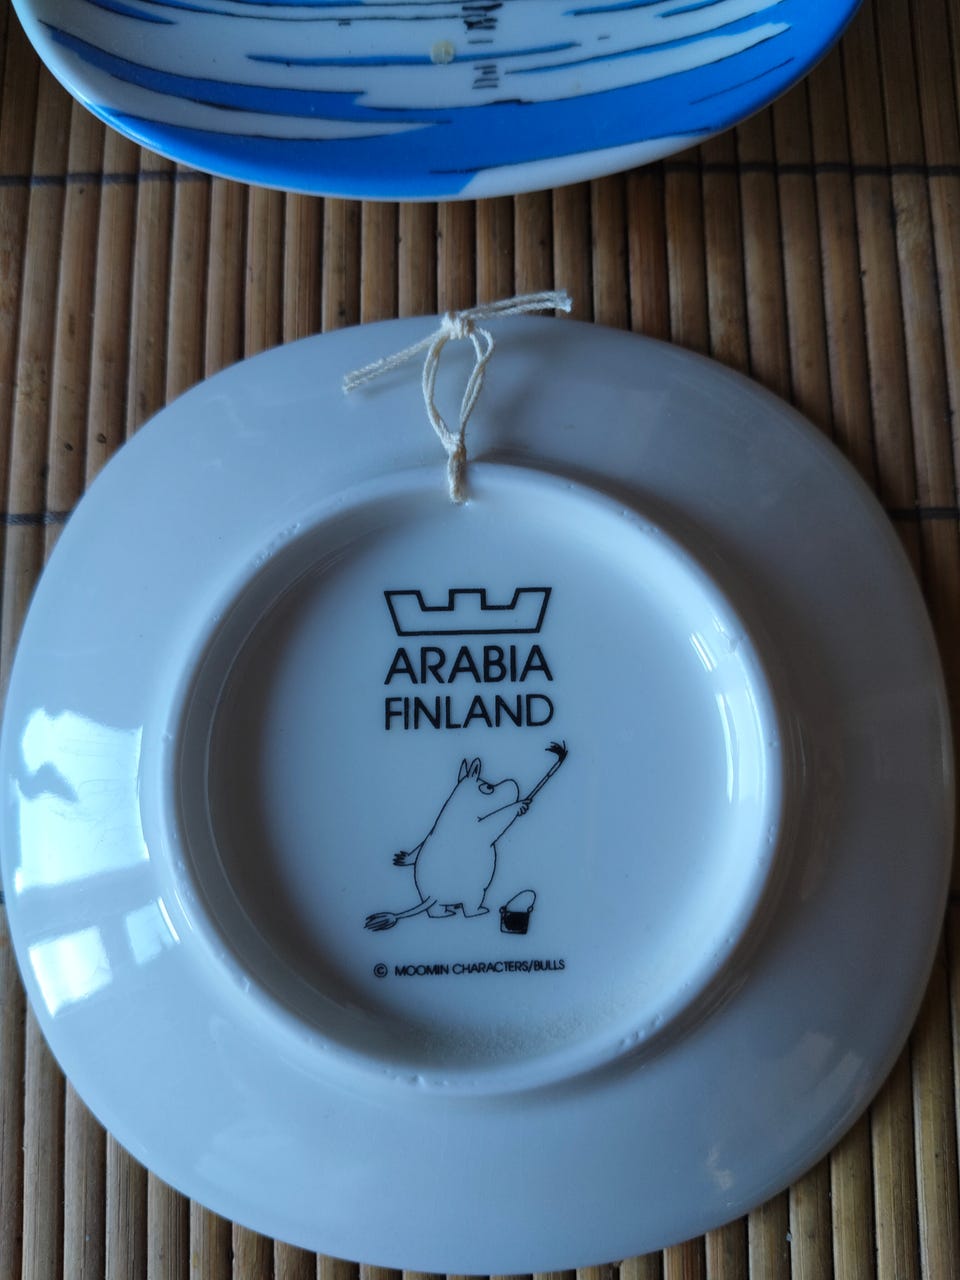 ARABIA
FINLAND
© MOOMIN CHARACTERS/BULLS